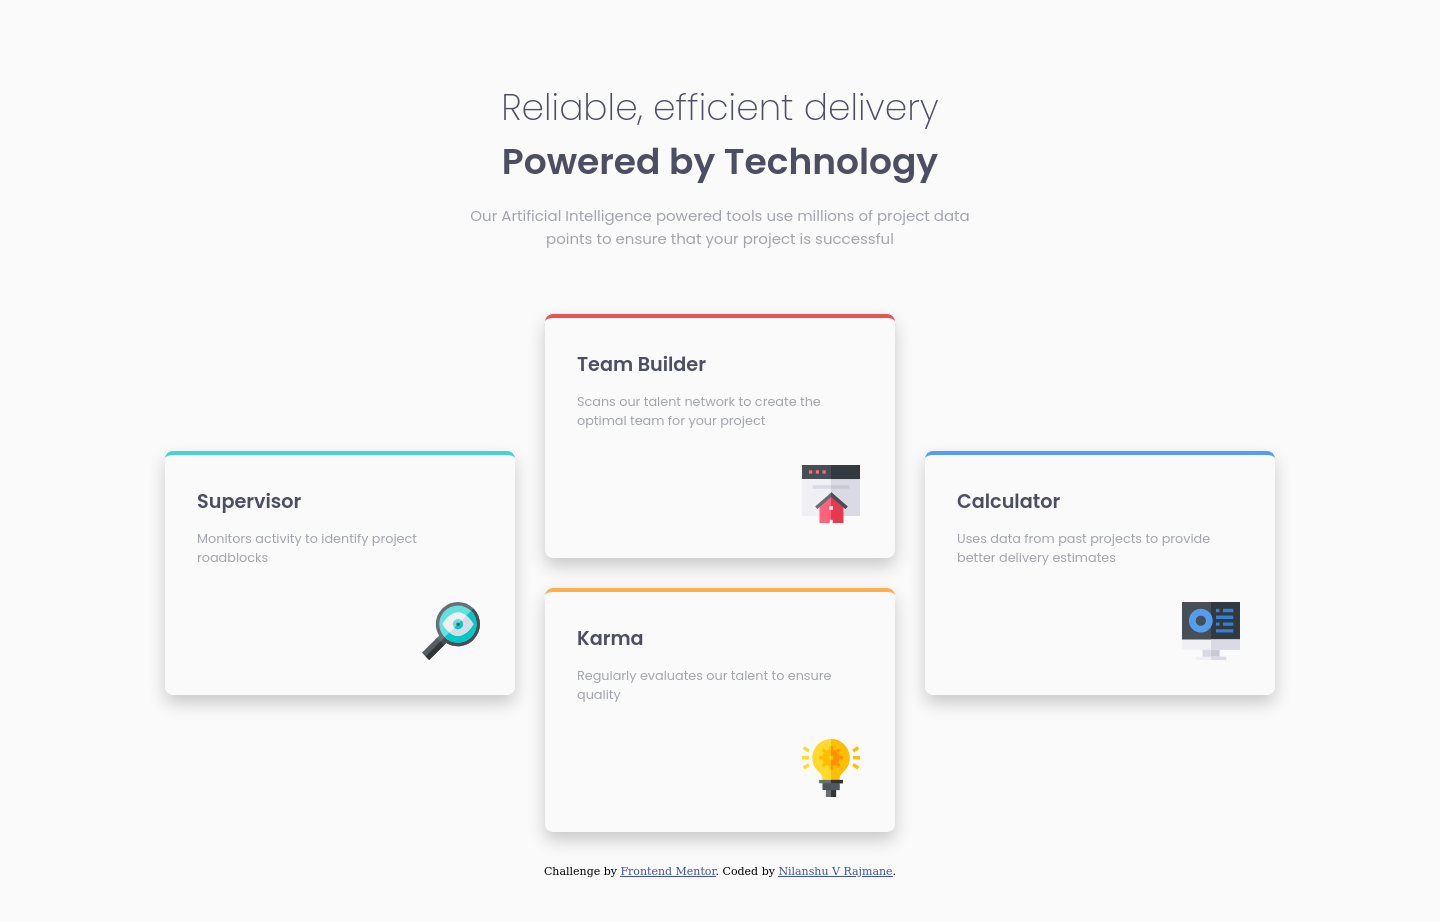 Reliable, efficient delivery
Powered by Technology
Our Artificial Intelligence powered tools use millions of project data
points to ensure that your project is successful
Supervisor
Monitors activity to identify project
roadblocks
Team Builder
Scans our talent network to create the
optimal team for your project
Karma
Regularly evaluates our talent to ensure
quality
Calculator
Uses data from past projects to provide
better delivery estimates
Challenge by Frontend Mentor. Coded by Nilanshu V Rajmane.